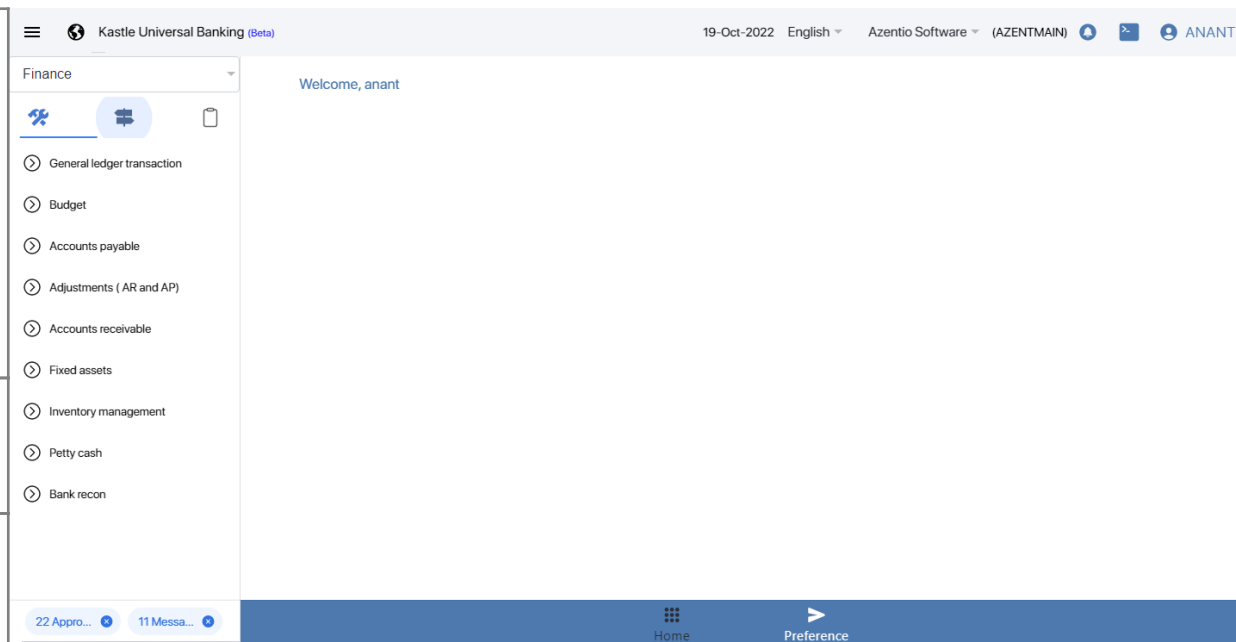 Kastle Universal Banking (Beta)
19-Oct-2022 English Azentio Software (AZENTMAIN) ANANT
Finance
Welcome, anant
General ledger transaction
Budget
Accounts payable
Adjustments ( AR and AP)
Accounts receivable
Fixed assets
Inventory management
Petty cash
Bank recon
22 Appro... 11 Messa...
Home Preference